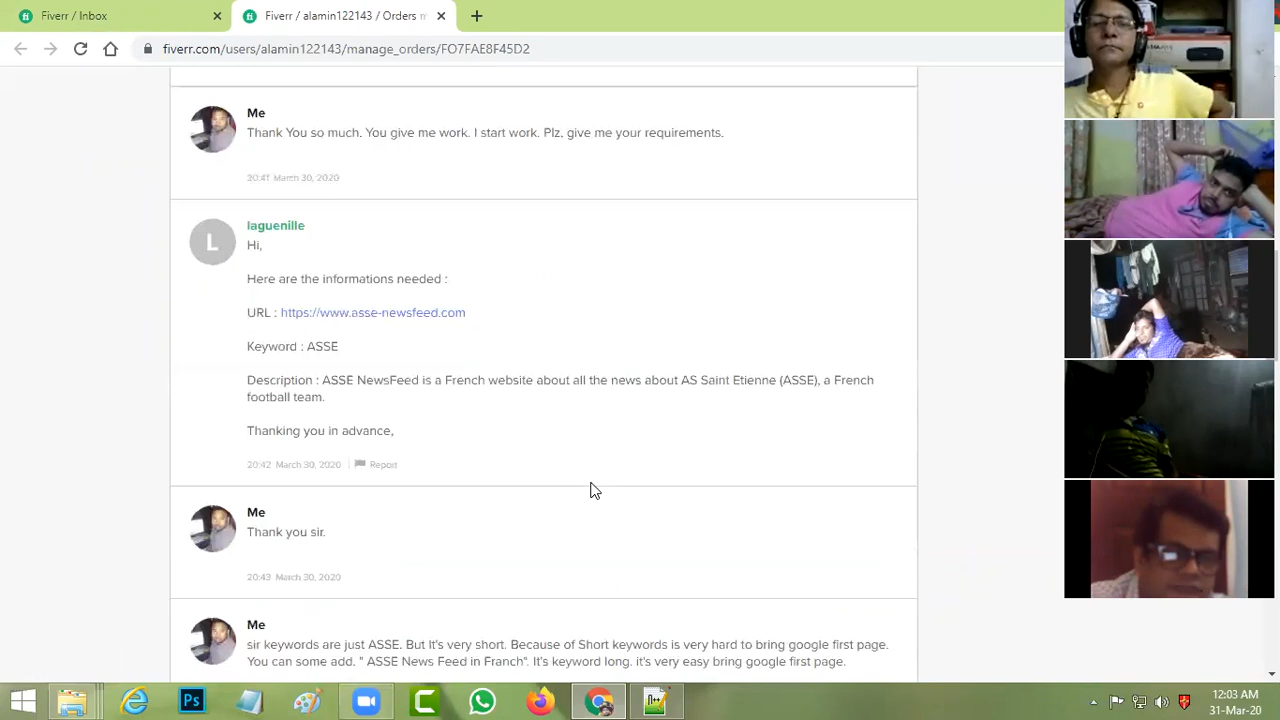 Fiverr / Inbox
Fiverr / alamin122143 / Orders m
fiverr.com/users/alamin122143/manage_orders/FO7FAE8F45D2
Me
Thank You so much. You give me work. I start work. Plz, give me your requirements.
20:41 March 30, 2020
L
laguenille
Hi,
Here are the informations needed :
URL : https://www.asse-newsfeed.com
Keyword : ASSE
Description : ASSE NewsFeed is a French website about all the news about AS Saint Etienne (ASSE), a French
football team.
Thanking you in advance,
20:42 March 30, 2020 | Report
Me
Thank you sir.
20:43 March 30, 2020
Me
sir keywords are just ASSE. But It's very short. Because of Short keywords is very hard to bring google first page.
You can some add. " ASSE News Feed in Franch". It's keyword long. it's very easy bring google first page.
12:03 AM
31-Mar-20